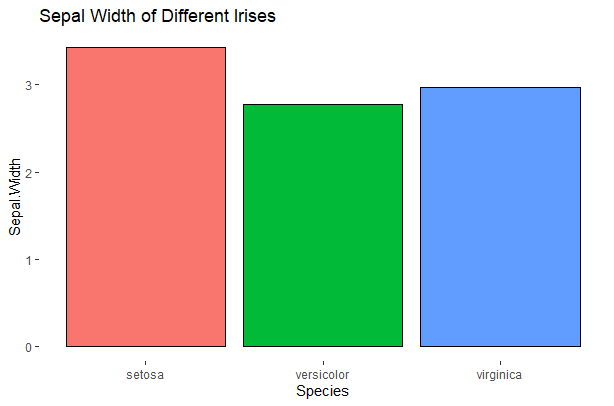 Sepal Width of Different Irises
3
2
1
0
Sepal.Width
setosa versicolor virginica
Species